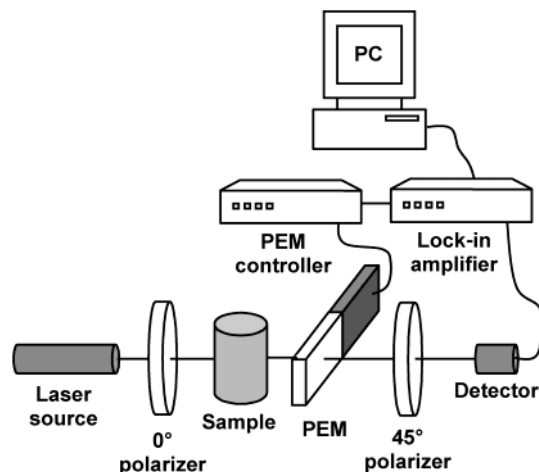 PC
PEM
controller
Lock-in
amplifier
Laser
source
0°
polarizer
Sample
PEM
45°
polarizer
Detector